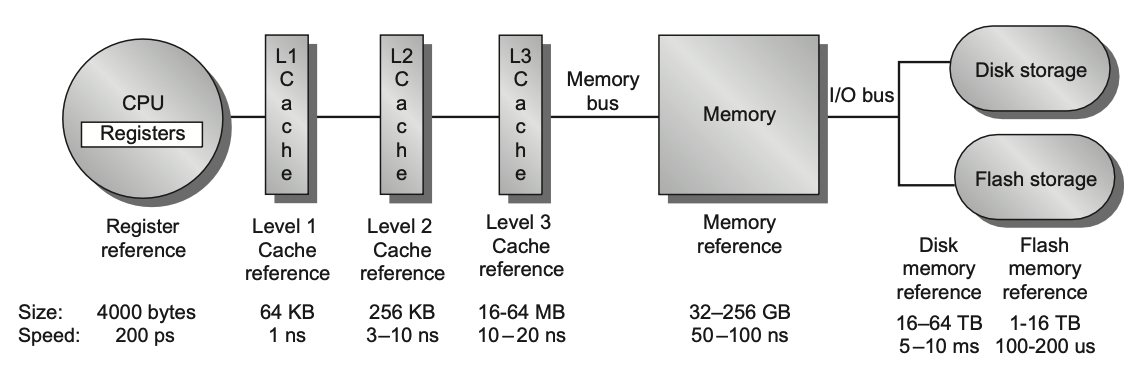 CPU
Registers
L1
C
a
c
h
e
L2
C
a
c
h
e
L3
C
a
c
h
e
Memory
bus
Memory
I/O bus
Disk storage
Flash storage
Register
reference
Level 1
Cache
reference
Level 2
Cache
reference
Level 3
Cache
reference
Memory
reference
Disk
memory
reference
Flash
memory
reference
Size: 4000 bytes 64 KB 256 KB 16-64 MB 32–256 GB 16–64 TB 1-16 TB
Speed: 200 ps 1 ns 3–10 ns 10–20 ns 50–100 ns 5–10 ms 100-200 us